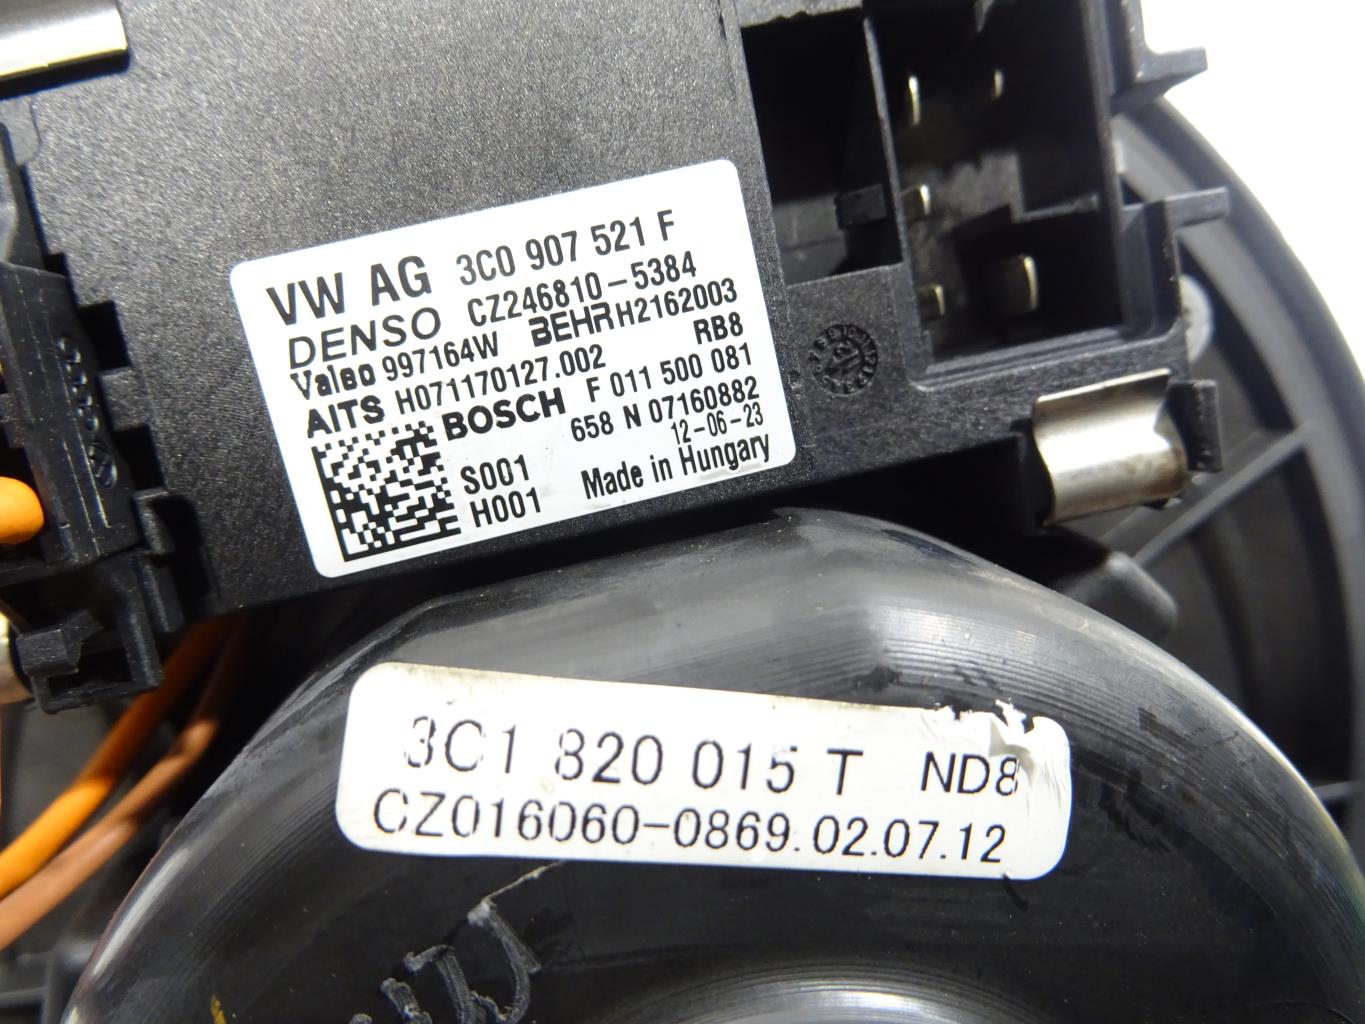 VW AG 3C0 907 521 F
DENSO CZ246810-5384
Valeo 997164W BEHR H2162003
AITS H071170127.002 RB8
BOSCH F 011 500 081
658 N 07160882
S001 12-06-23
H001 Made in Hungary
3C1 820 015 T ND8
CZ016060-0869 02.07.12